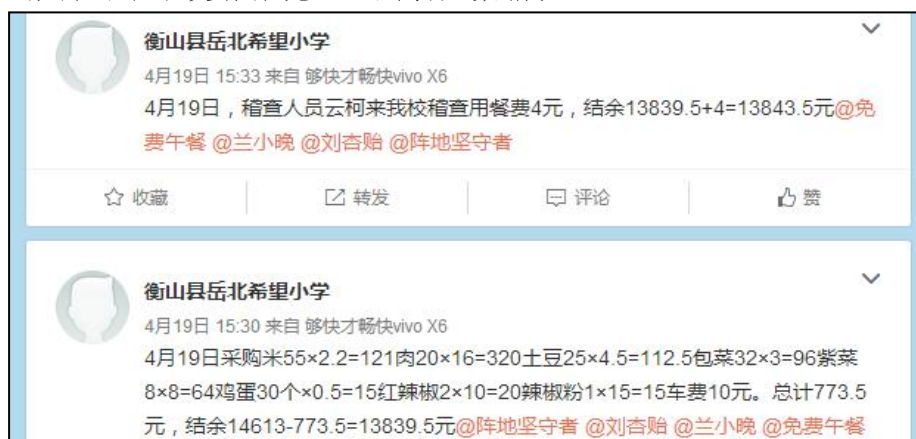 衡山县岳北希望小学
4月19日 15:33 来自 够快才畅快vivo X6
4月19日，稽查人员云柯来我校稽查用餐费4元，结余13839.5+4=13843.5元@免
费午餐 @兰小晚 @刘杏贻 @阵地坚守者
收藏 转发 评论 赞
衡山县岳北希望小学
4月19日 15:30 来自 够快才畅快vivo X6
4月19日采购米55×2.2=121肉20×16=320土豆25×4.5=112.5包菜32×3=96紫菜
8×8=64鸡蛋30个×0.5=15红辣椒2×10=20辣椒粉1×15=15车费10元。总计773.5
元，结余14613-773.5=13839.5元@阵地坚守者 @刘杏贻 @兰小晚 @免费午餐